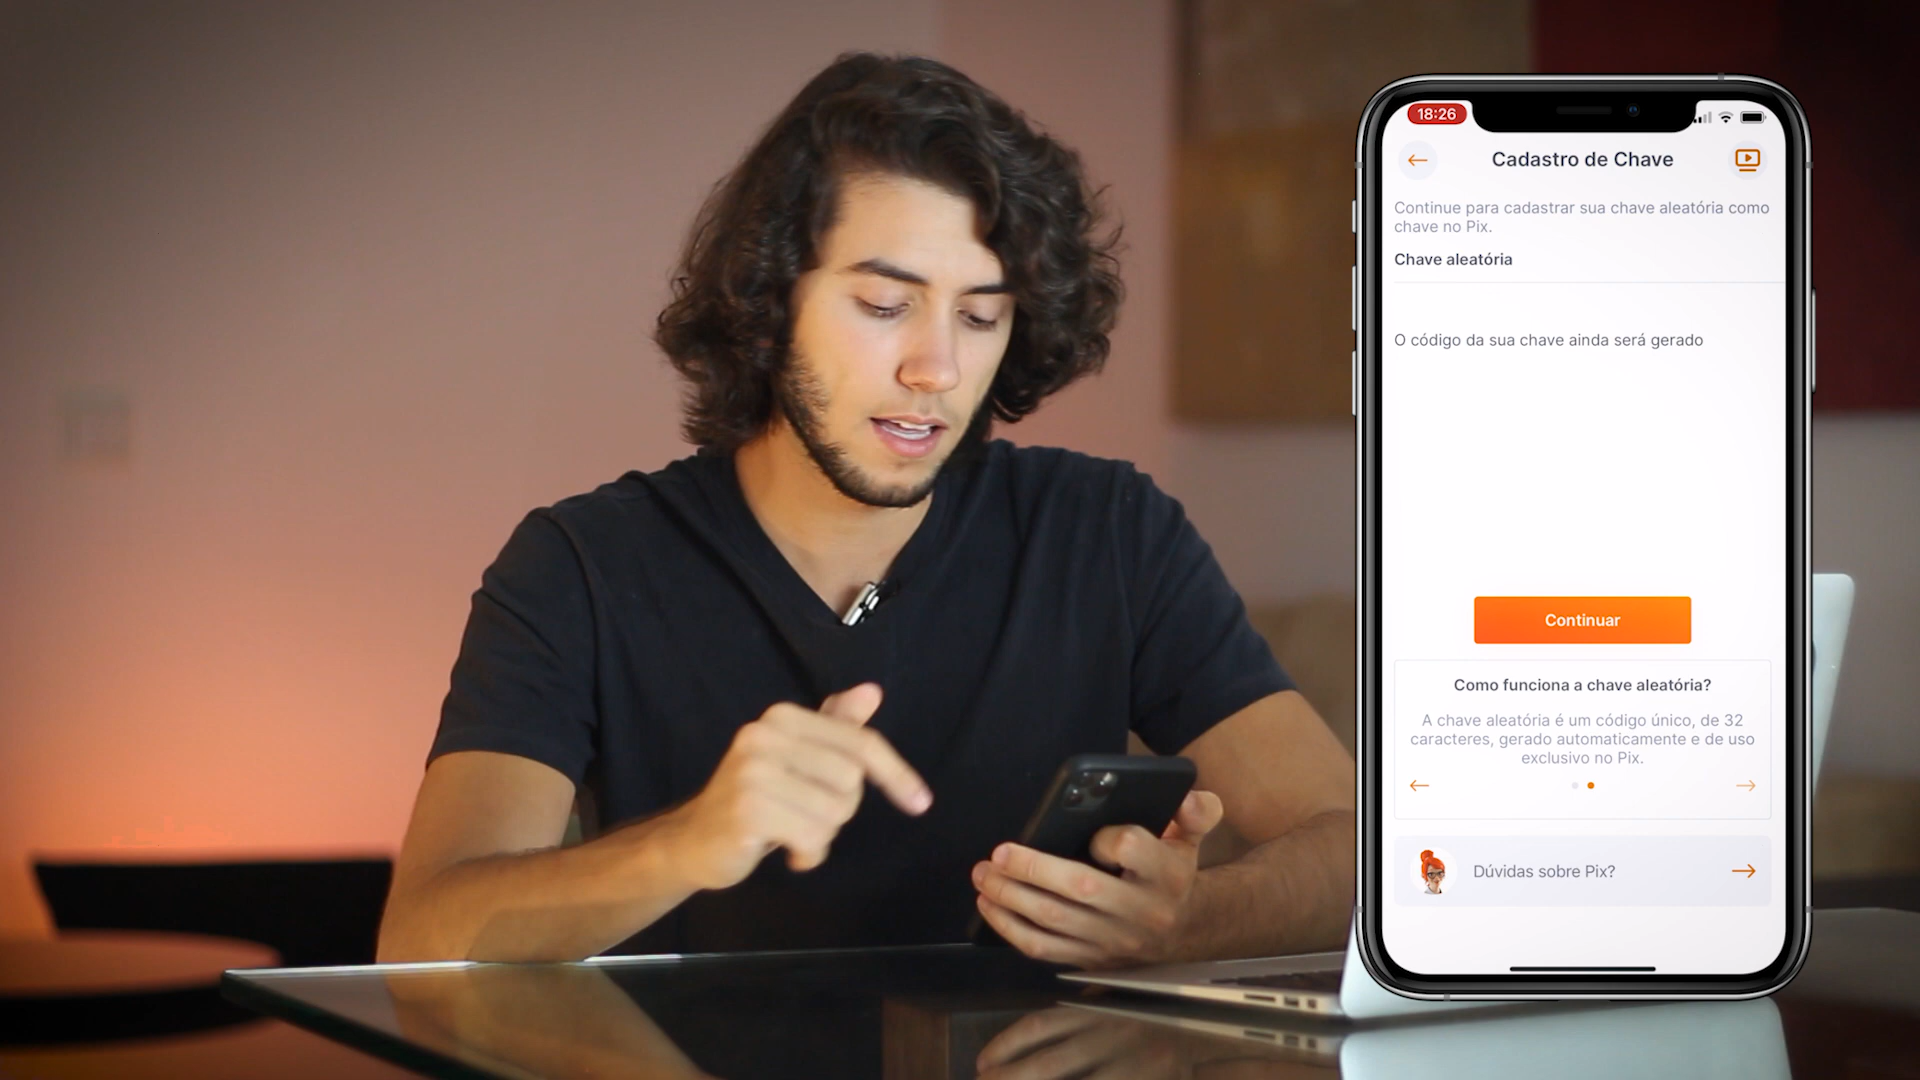 18:26
Cadastro de Chave
Continue para cadastrar sua chave aleatória como
chave no Pix.
Chave aleatória
O código da sua chave ainda será gerado
Continuar
Como funciona a chave aleatória?
A chave aleatória é um código único, de 32
caracteres, gerado automaticamente e de uso
exclusivo no Pix.
Dúvidas sobre Pix?